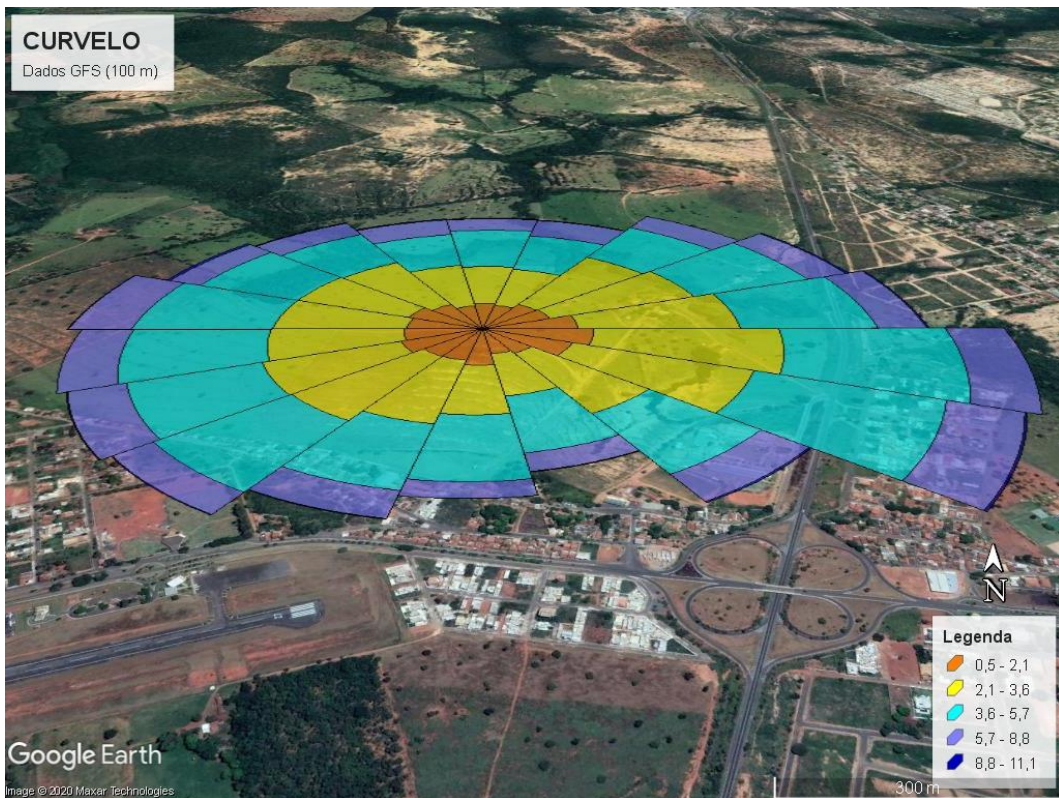 CURVELO
Dados GFS (100 m)
N
Legenda
0,5 - 2,1
2,1 - 3,6
3,6 - 5,7
5,7 - 8,8
8,8 - 11,1
Google Earth
300 m
Image © 2020 Maxar Technologies